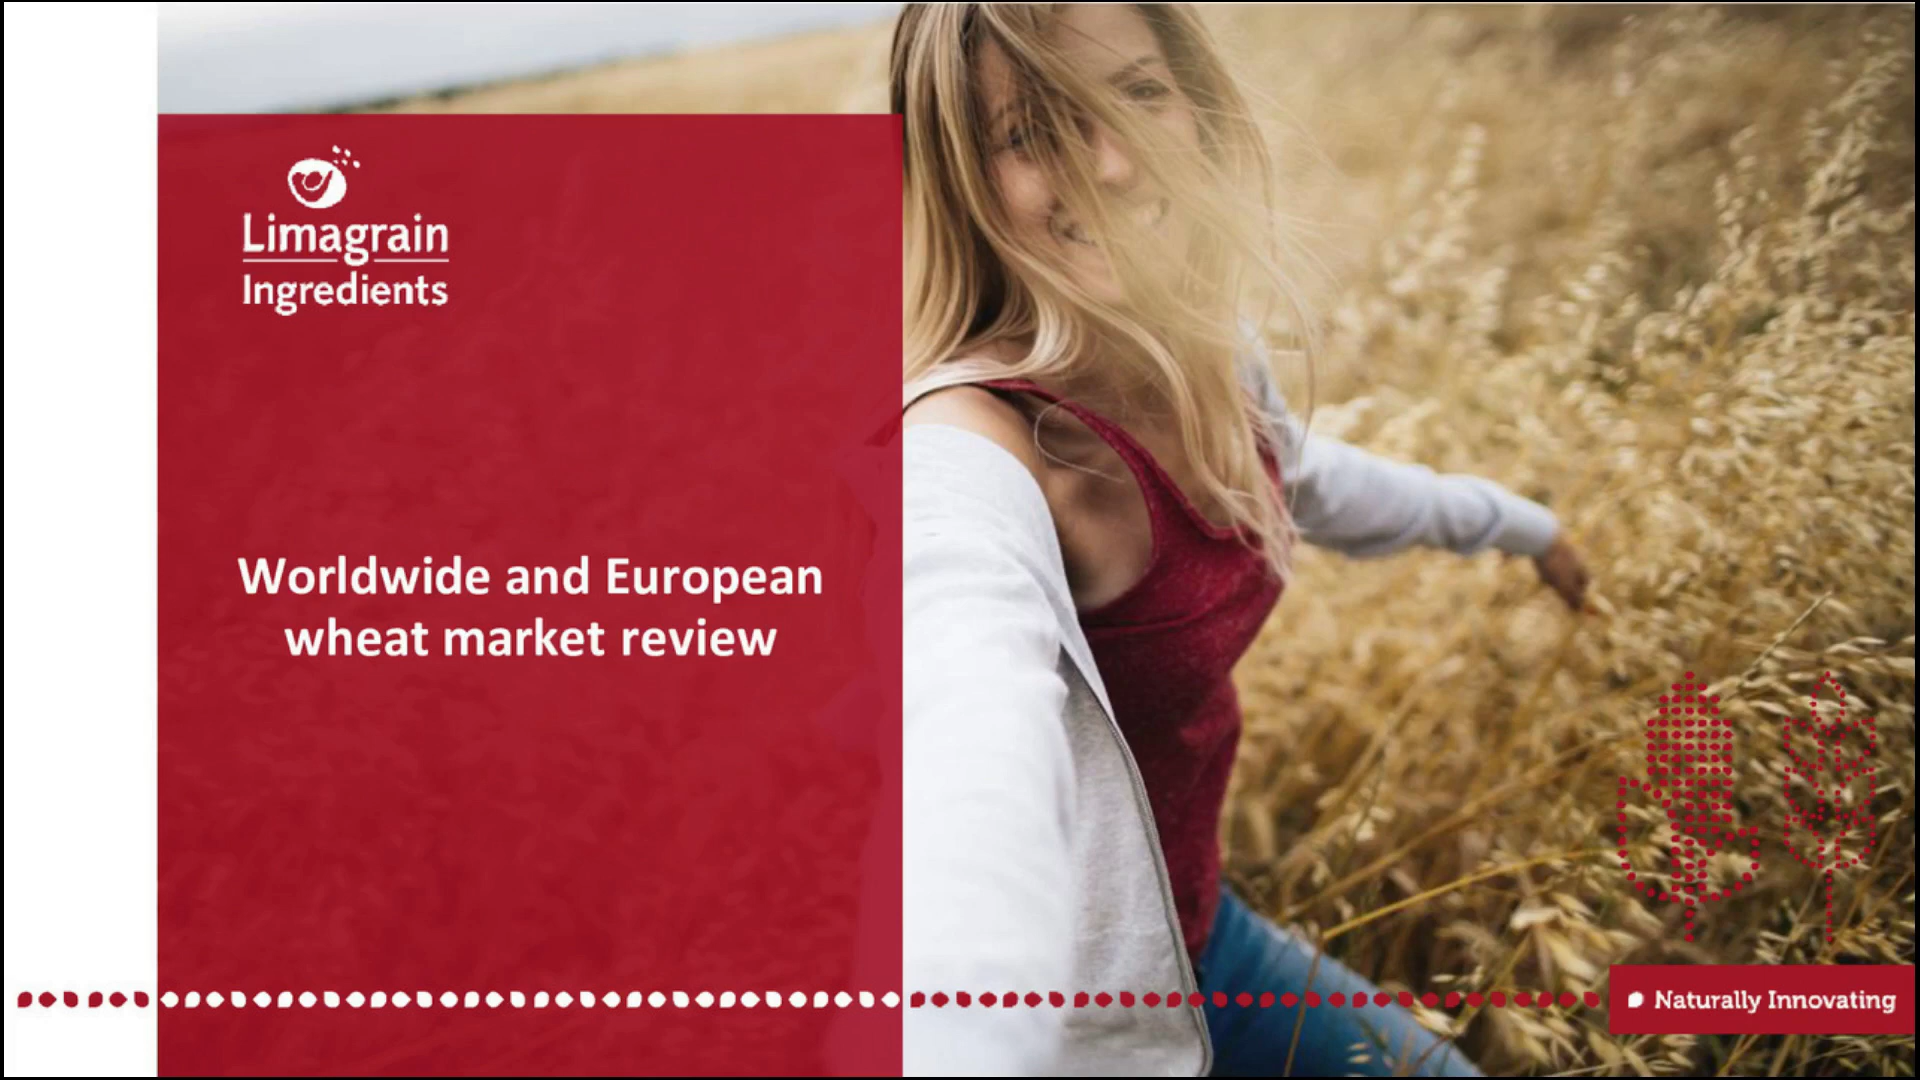 Limagrain
Ingredients
Worldwide and European
wheat market review
Naturally Innovating